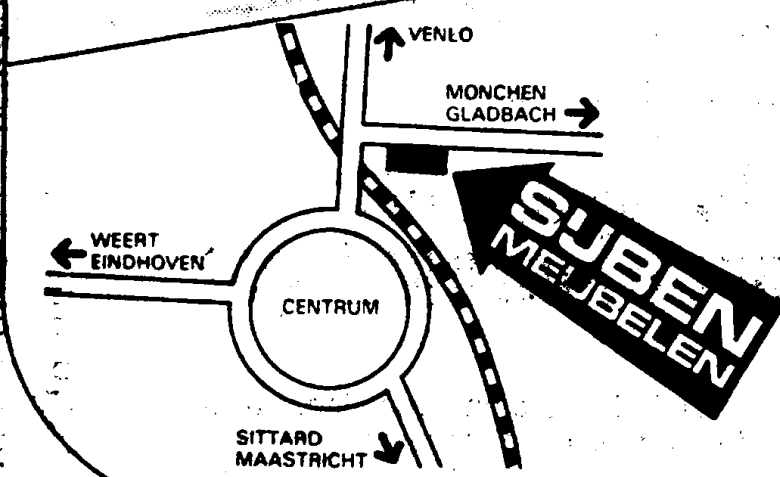 VENLO
MONCHEN
GLADBACH
SIJBEN
MEUBELEN
WEERT
EINDHOVEN
CENTRUM
SITTARD
MAASTRICHT